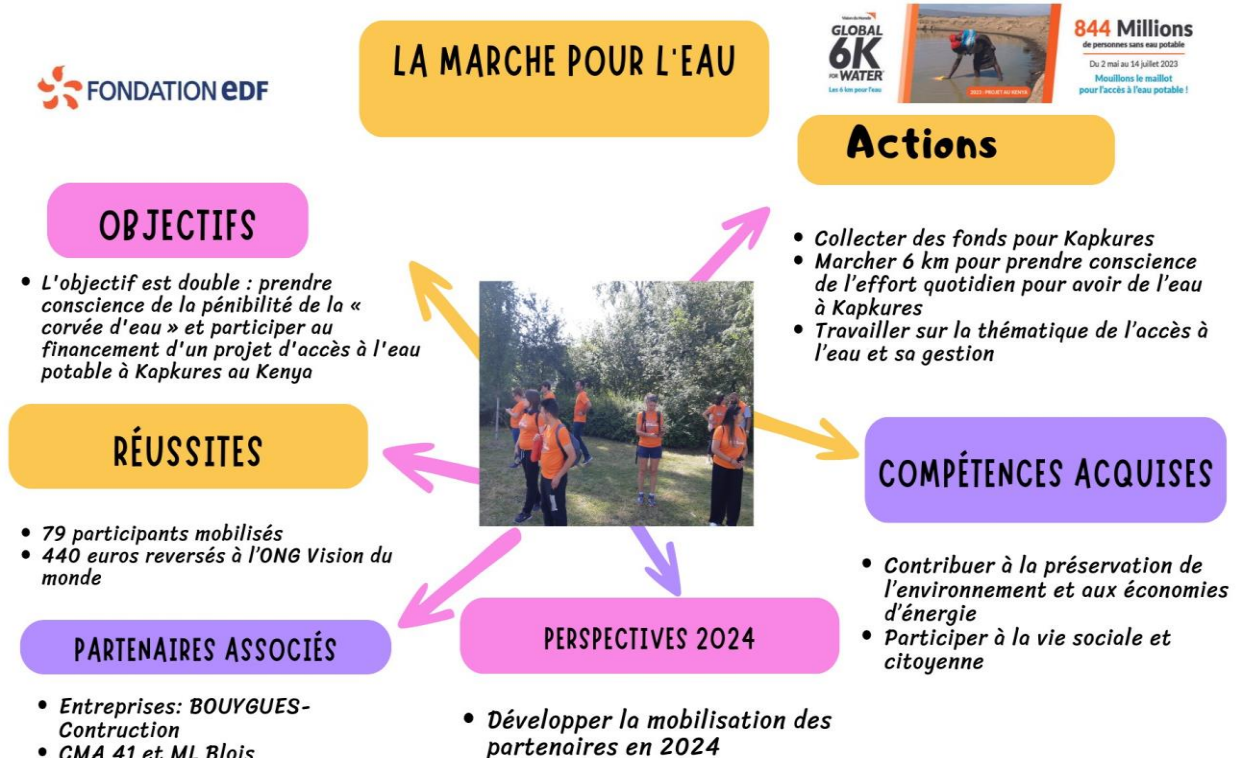 FONDATION eDF
LA MARCHE POUR L'EAU
Vision du Monde
GLOBAL
6K
FOR WATER
Les 6 km pour l'eau
2023 : PROJET AU KENYA
844 Millions
de personnes sans eau potable
Du 2 mai au 14 juillet 2023
Mouillons le maillot
pour l'accès à l'eau potable !
OBJECTIFS
• L'objectif est double : prendre
conscience de la pénibilité de la «
corvée d'eau » et participer au
financement d'un projet d'accès à l'eau
potable à Kapkures au Kenya
Actions
• Collecter des fonds pour Kapkures
• Marcher 6 km pour prendre conscience
de l'effort quotidien pour avoir de l'eau
à Kapkures
• Travailler sur la thématique de l'accès à
l'eau et sa gestion
RÉUSSITES
• 79 participants mobilisés
• 440 euros reversés à l'ONG Vision du
monde
COMPÉTENCES ACQUISES
• Contribuer à la préservation de
l'environnement et aux économies
d'énergie
• Participer à la vie sociale et
citoyenne
PARTENAIRES ASSOCIÉS
• Entreprises: BOUYGUES-
Contruction
• CMA 41 et ML Blois
PERSPECTIVES 2024
• Développer la mobilisation des
partenaires en 2024